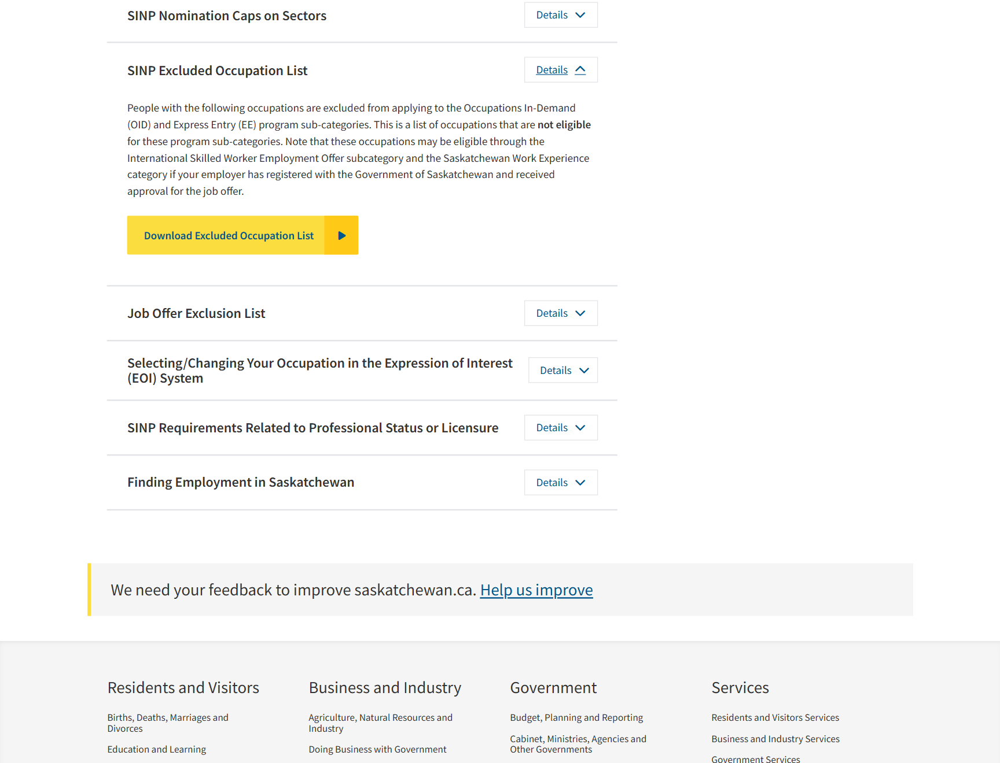 SINP Nomination Caps on Sectors
Details
SINP Excluded Occupation List
Details
People with the following occupations are excluded from applying to the Occupations In-Demand
(OID) and Express Entry (EE) program sub-categories. This is a list of occupations that are not eligible
for these program sub-categories. Note that these occupations may be eligible through the
International Skilled Worker Employment Offer subcategory and the Saskatchewan Work Experience
category if your employer has registered with the Government of Saskatchewan and received
approval for the job offer.
Download Excluded Occupation List
Job Offer Exclusion List
Details
Selecting/Changing Your Occupation in the Expression of Interest
(EOI) System
Details
SINP Requirements Related to Professional Status or Licensure
Details
Finding Employment in Saskatchewan
Details
We need your feedback to improve saskatchewan.ca. Help us improve
Residents and Visitors
Births, Deaths, Marriages and
Divorces
Education and Learning
Business and Industry
Agriculture, Natural Resources and
Industry
Doing Business with Government
Government
Budget, Planning and Reporting
Cabinet, Ministries, Agencies and
Other Governments
Services
Residents and Visitors Services
Business and Industry Services
Government Services